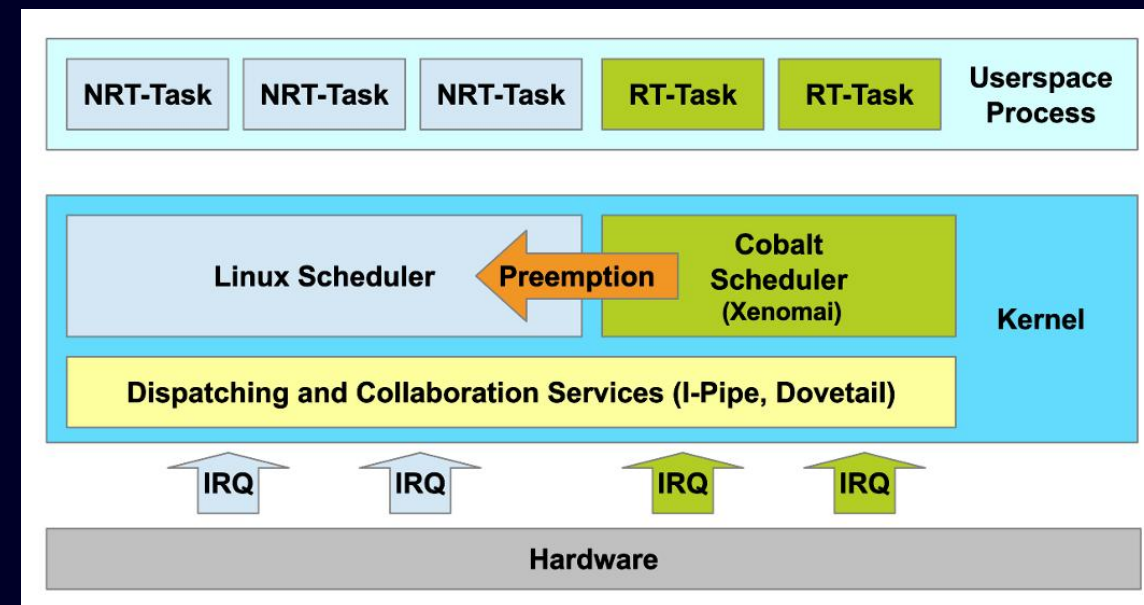 NRT-Task
NRT-Task
NRT-Task
RT-Task
RT-Task
Userspace
Process
Linux Scheduler
Preemption
Cobalt
Scheduler
(Xenomai)
Kernel
Dispatching and Collaboration Services (I-Pipe, Dovetail)
IRQ
IRQ
IRQ
IRQ
Hardware